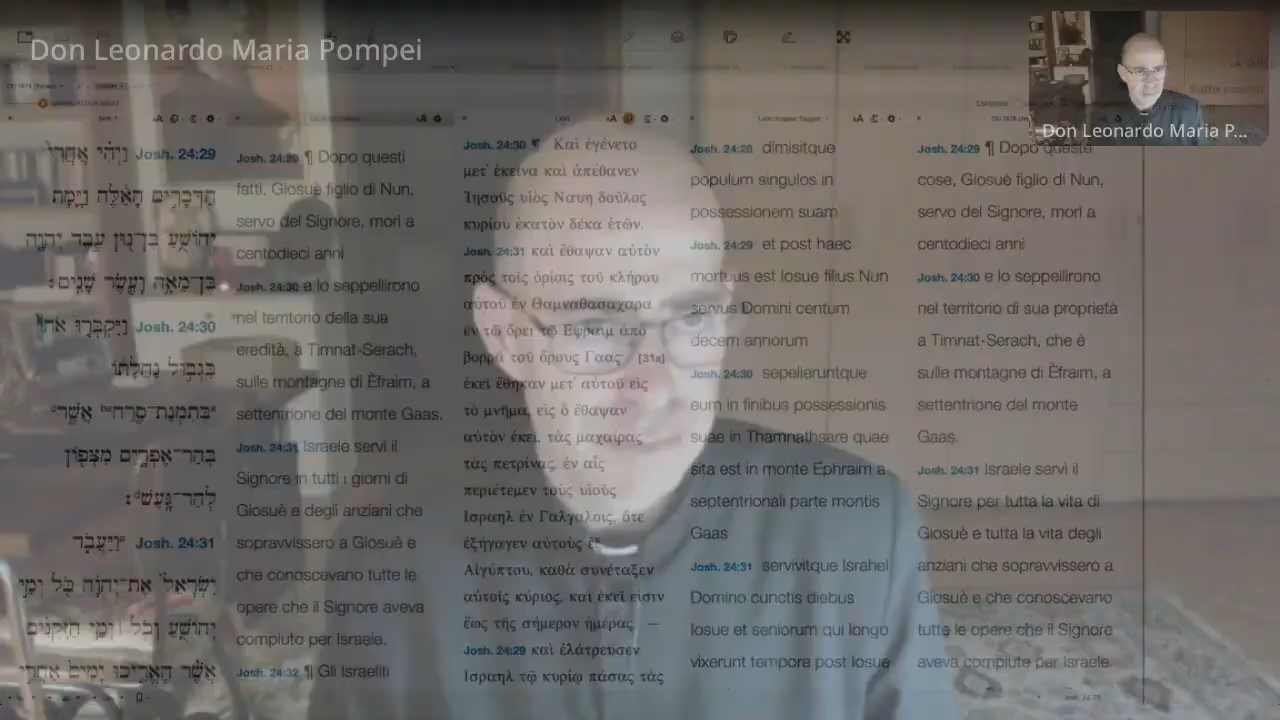 Don Leonardo Maria Pompei
Don Leonardo Maria P...
וַיְהִ֗י אַֽחֲרֵי֙ Josh. 24:29
הַדְּבָרִ֣ים הָאֵ֔לֶּה וַיָּ֛מָת
יְהוֹשֻׁ֥עַ בִּן־נ֖וּן עֶ֣בֶד יְהוָ֑ה
בֶּן־מֵאָ֥ה וָעֶ֖שֶׂר שָׁנִֽים׃
וַיִּקְבְּר֤וּ אֹתוֹ֙ Josh. 24:30
בִּגְב֣וּל נַחֲלָת֔וֹ
בְּתִמְנַת־סֶ֖רַח אֲשֶׁ֣ר
בְּהַר־אֶפְרָ֑יִם מִצְּפ֖וֹן
לְהַר־גָּֽעַשׁ׃
וַיַּעֲבֹ֤ד Josh. 24:31
יִשְׂרָאֵל֙ אֶת־יְהוָ֔ה כֹּ֖ל יְמֵ֣י
יְהוֹשֻׁ֑עַ וְכֹ֣ל ׀ יְמֵ֣י הַזְּקֵנִ֗ים
אֲשֶׁ֨ר הֶאֱרִ֤יכוּ יָמִים֙ אַחֲרֵ֣י
Josh. 24:29 ¶ Dopo questi
fatti, Giosuè figlio di Nun,
servo del Signore, morì a
centodieci anni
Josh. 24:30 e lo seppellirono
nel territorio della sua
eredità, a Timnat-Serach,
sulle montagne di Èfraim, a
settentrione del monte Gaas.
Josh. 24:31 Israele servì il
Signore in tutti i giorni di
Giosuè e degli anziani che
sopravvissero a Giosuè e
che conoscevano tutte le
opere che il Signore aveva
compiuto per Israele.
Josh. 24:32 ¶ Gli Israeliti
Josh. 24:30 ¶ Καὶ ἐγένετο
μετ᾽ ἐκεῖνα καὶ ἀπέθανεν
Ἰησοῦς υἱὸς Ναυη δοῦλος
κυρίου ἑκατὸν δέκα ἐτῶν.
Josh. 24:31 καὶ ἔθαψαν αὐτὸν
πρὸς τοῖς ὁρίοις τοῦ κλήρου
αὐτοῦ ἐν Θαμναθασαχαρα
ἐν τῷ ὄρει τῷ Εφραιμ ἀπὸ
βορρᾶ τοῦ ὄρους Γαας· [31a]
ἐκεῖ ἔθηκαν μετ᾽ αὐτοῦ εἰς
τὸ μνῆμα, εἰς ὃ ἔθαψαν
αὐτὸν ἐκεῖ, τὰς μαχαίρας
τὰς πετρίνας, ἐν αἷς
περιέτεμεν τοὺς υἱοὺς
Ισραηλ ἐν Γαλγαλοις, ὅτε
ἐξήγαγεν αὐτοὺς ἐξ
Αἰγύπτου, καθὰ συνέταξεν
αὐτοῖς κύριος, καὶ ἐκεῖ εἰσιν
ἕως τῆς σήμερον ἡμέρας. —
Josh. 24:29 καὶ ἐλάτρευσεν
Ισραηλ τῷ κυρίῳ πάσας τὰς
Josh. 24:28 dimisitque
populum singulos in
possessionem suam
Josh. 24:29 et post haec
mortuus est Iosue filius Nun
servus Domini centum
decem annorum
Josh. 24:30 sepelieruntque
eum in finibus possessionis
suae in Thamnathsare quae
sita est in monte Ephraim a
septentrionali parte montis
Gaas
Josh. 24:31 servivitque Israhel
Domino cunctis diebus
Iosue et seniorum qui longo
vixerunt tempore post Iosue
Josh. 24:29 ¶ Dopo queste
cose, Giosuè figlio di Nun,
servo del Signore, morì a
centodieci anni
Josh. 24:30 e lo seppellirono
nel territorio di sua proprietà
a Timnat-Serach, che è
sulle montagne di Èfraim, a
settentrione del monte
Gaas.
Josh. 24:31 Israele servì il
Signore per tutta la vita di
Giosuè e tutta la vita degli
anziani che sopravvissero a
Giosuè e che conoscevano
tutte le opere che il Signore
aveva compiute per Israele.